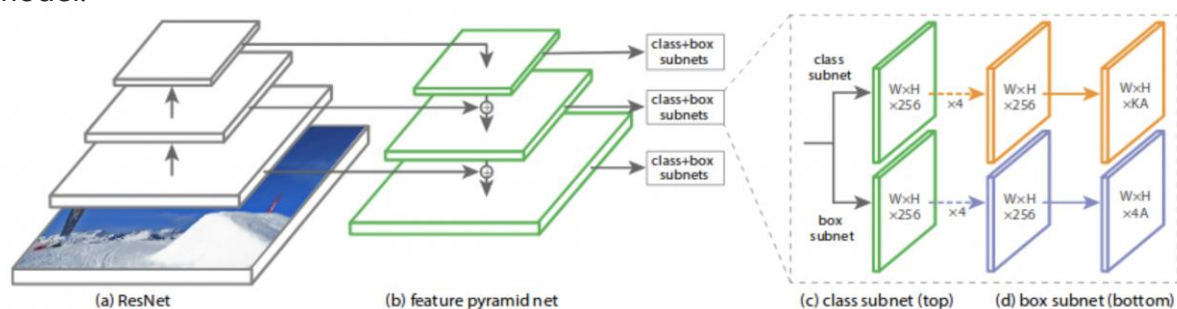 class+box
subnets
class+box
subnets
class+box
subnets
class
subnet
box
subnet
W×H
×256
×4
W×H
×256
W×H
×KA
W×H
×256
×4
W×H
×256
W×H
×4A
(a) ResNet
(b) feature pyramid net
(c) class subnet (top)
(d) box subnet (bottom)